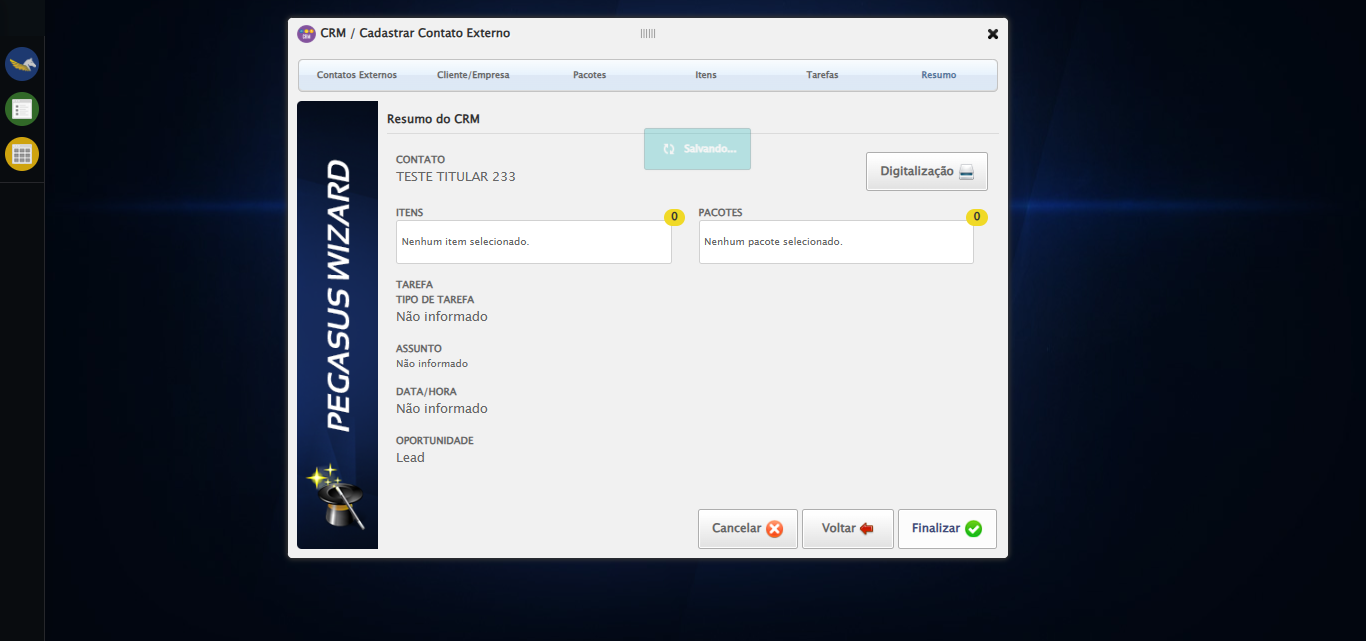 CRM / Cadastrar Contato Externo
Contatos Externos Cliente/Empresa Pacotes Itens Tarefas Resumo
PEGASUS WIZARD
Resumo do CRM
Salvando...
CONTATO
TESTE TITULAR 233
Digitalização
ITENS 0 PACOTES 0
Nenhum item selecionado. Nenhum pacote selecionado.
TAREFA
TIPO DE TAREFA
Não informado
ASSUNTO
Não informado
DATA/HORA
Não informado
OPORTUNIDADE
Lead
Cancelar Voltar Finalizar